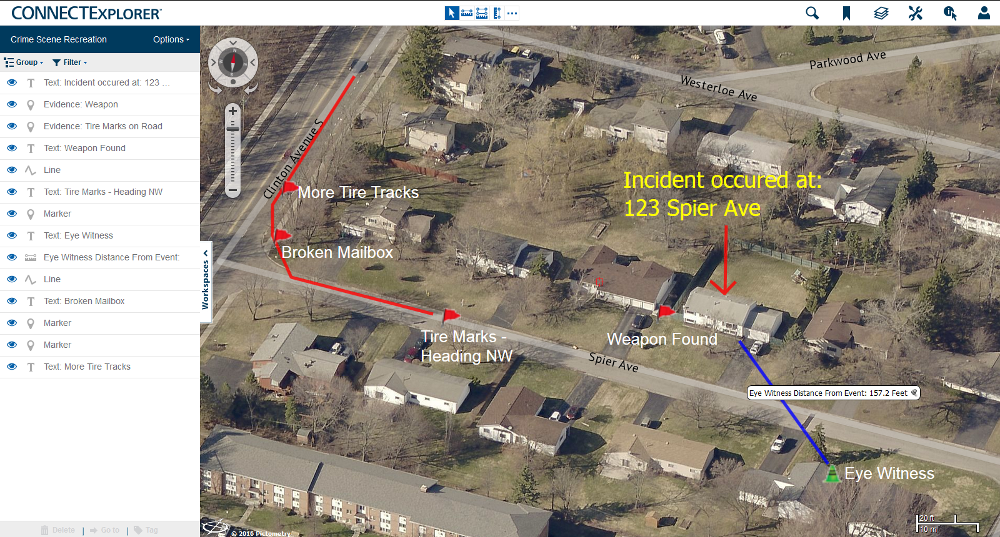 CONNECTEXPLORER™
Crime Scene Recreation
Options
Group
Filter
Text: Incident occured at: 123 ...
Evidence: Weapon
Evidence: Tire Marks on Road
Text: Weapon Found
Line
Text: Tire Marks - Heading NW
Marker
Text: Eye Witness
Eye Witness Distance From Event:
Line
Text: Broken Mailbox
Marker
Marker
Text: More Tire Tracks
Delete | Go to | Tag
Workspaces
N
Parkwood Ave
Westerloe Ave
Clinton Avenue S
More Tire Tracks
Incident occured at:
123 Spier Ave
Broken Mailbox
Tire Marks -
Heading NW
Weapon Found
Spier Ave
Eye Witness Distance From Event: 157.2 Feet
Eye Witness
20 ft
10 m
© 2016 Pictometry